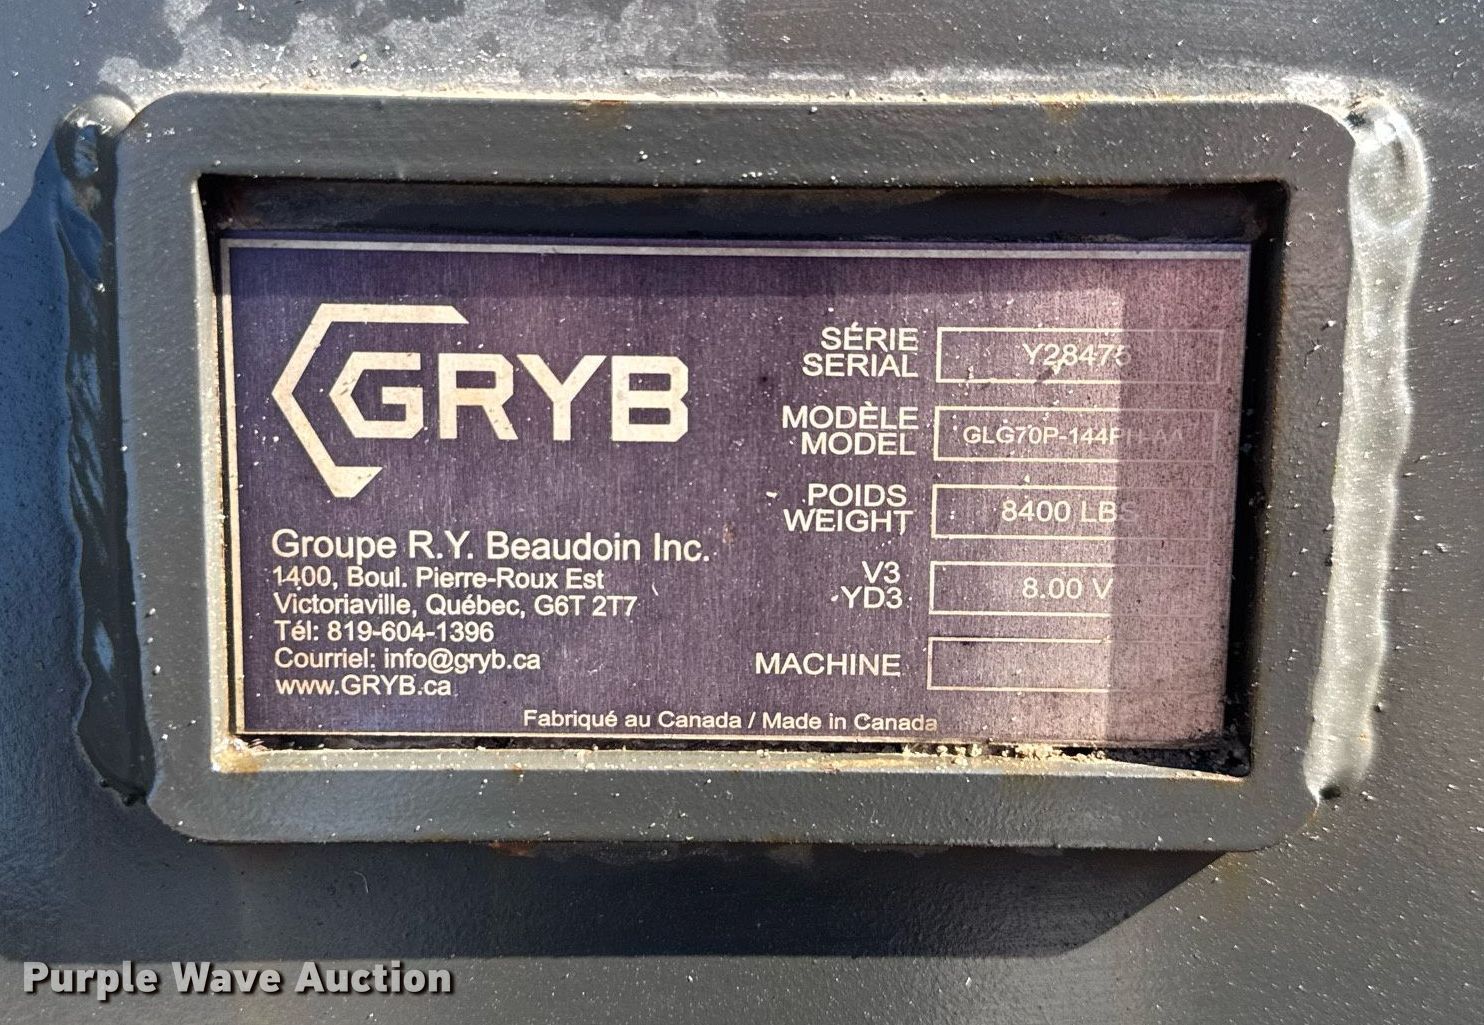 GRYB
Groupe R.Y. Beaudoin Inc.
1400, Boul. Pierre-Roux Est
Victoriaville, Québec, G6T 2T7
Tél: 819-604-1396
Courriel: info@gryb.ca
www.GRYB.ca
SÉRIE
SERIAL
MODÈLE
MODEL
POIDS
WEIGHT
8400 LBS
V3
YD3
8.00 V
MACHINE
Fabriqué au Canada / Made in Canada
Purple Wave Auction